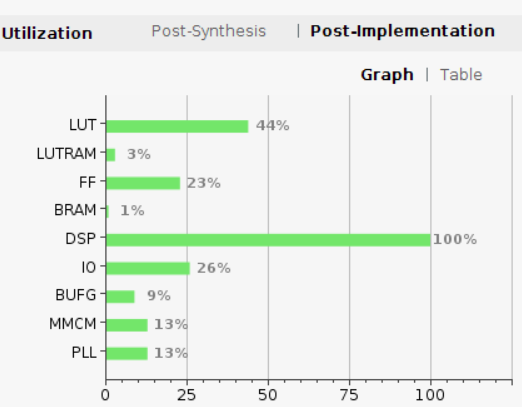 Utilization Post-Synthesis | Post-Implementation
Graph | Table
LUT 44%
LUTRAM 3%
FF 23%
BRAM 1%
DSP 100%
IO 26%
BUFG 9%
MMCM 13%
PLL 13%
0 25 50 75 100